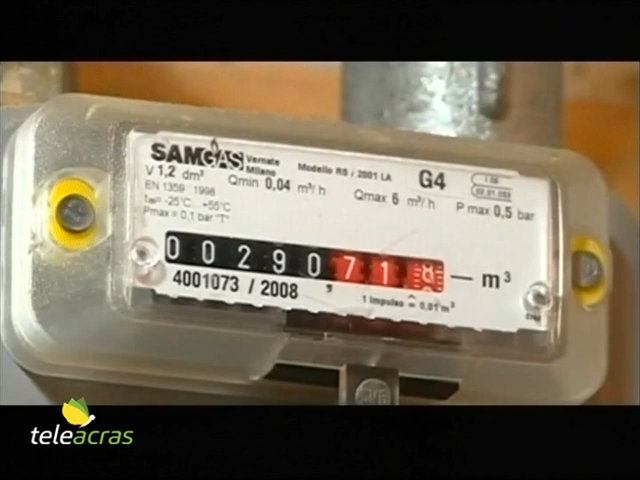 SAMGAS Vernate Milano Modello RS / 2001 LA G4
V 1,2 dm³ Qmin 0,04 m³/h Qmax 6 m³/h P max 0,5 bar
EN 1359 :1998
tm= -25°C...+55°C
Pmax = 0,1 bar "T"
0 0 2 9 0 7 1 8 — m³
4001073 / 2008 , 1 Impulso ≙ 0,01 m³
teleacras